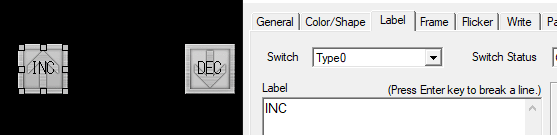 General Color/Shape Label Frame Flicker Write
Switch Type0 Switch Status
INC DEC
Label (Press Enter key to break a line.)
INC